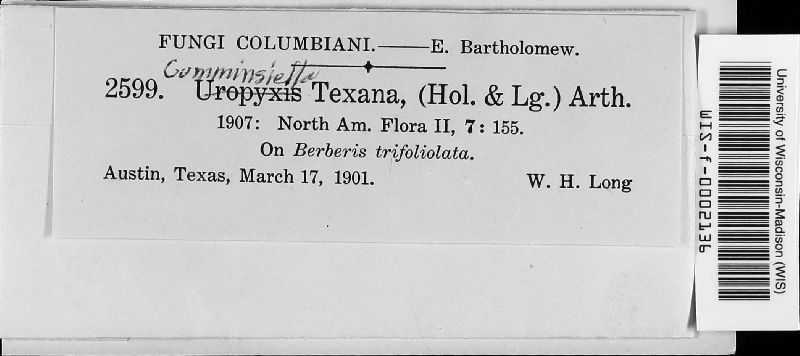 FUNGI COLUMBIANI.——E. Bartholomew.
Cumminsiella
2599. Uropyxis Texana, (Hol. & Lg.) Arth.
1907: North Am. Flora II, 7: 155.
On Berberis trifoliolata.
Austin, Texas, March 17, 1901. W. H. Long
University of Wisconsin-Madison (WIS)
WIS-f-0002136